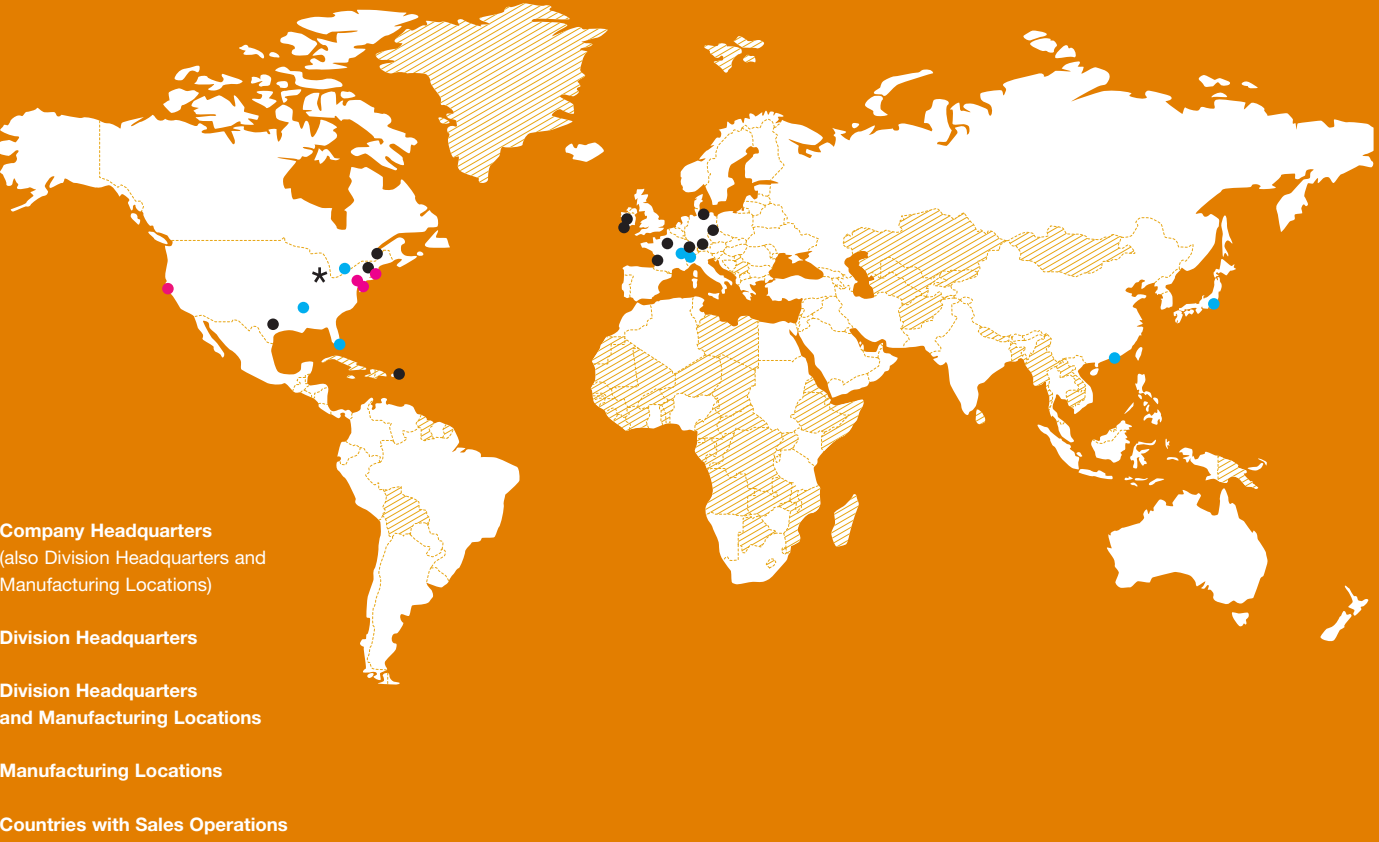 Company Headquarters
(also Division Headquarters and
Manufacturing Locations)
Division Headquarters
Division Headquarters
and Manufacturing Locations
Manufacturing Locations
Countries with Sales Operations